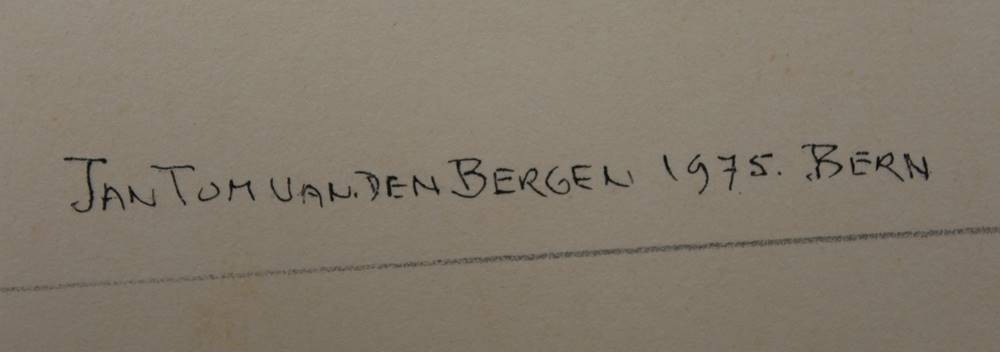 JAN TOM VAN.DEN BERGEN 1975. BERN